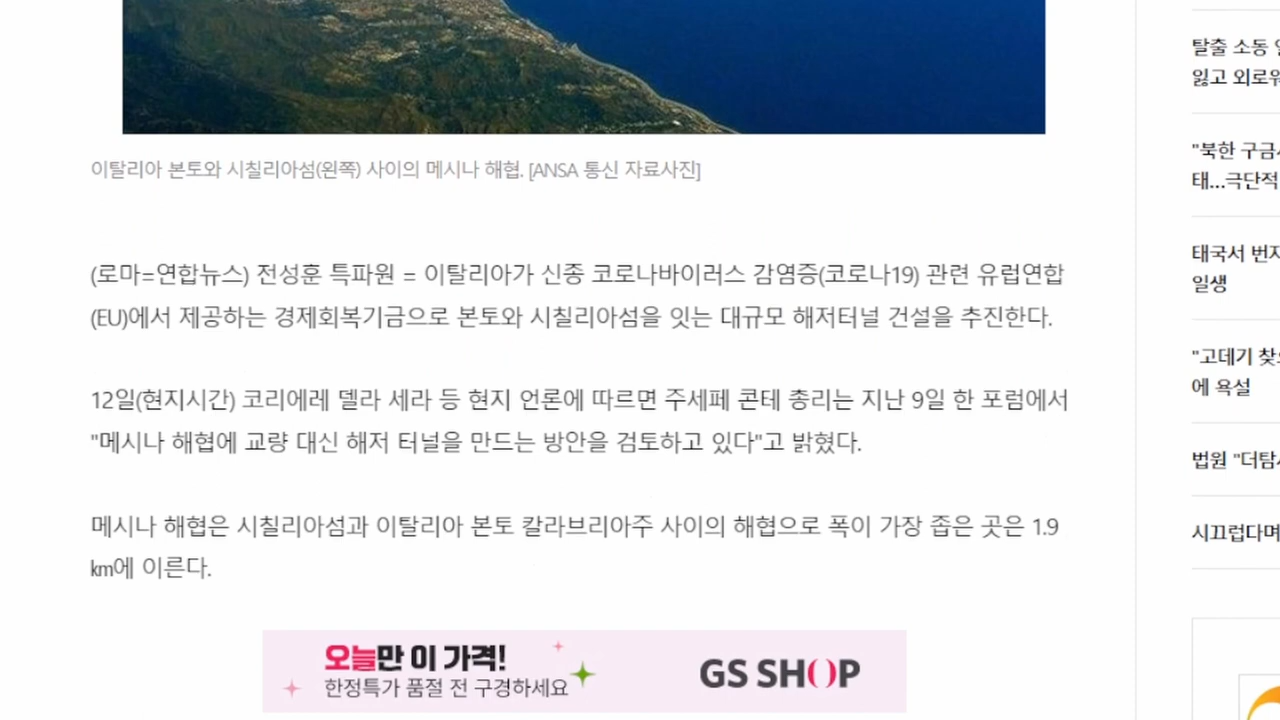 이탈리아 본토와 시칠리아섬(왼쪽) 사이의 메시나 해협. [ANSA 통신 자료사진]
(로마=연합뉴스) 전성훈 특파원 = 이탈리아가 신종 코로나바이러스 감염증(코로나19) 관련 유럽연합
(EU)에서 제공하는 경제회복기금으로 본토와 시칠리아섬을 잇는 대규모 해저터널 건설을 추진한다.
12일(현지시간) 코리에레 델라 세라 등 현지 언론에 따르면 주세페 콘테 총리는 지난 9일 한 포럼에서
"메시나 해협에 교량 대신 해저 터널을 만드는 방안을 검토하고 있다"고 밝혔다.
메시나 해협은 시칠리아섬과 이탈리아 본토 칼라브리아주 사이의 해협으로 폭이 가장 좁은 곳은 1.9
㎞에 이른다.
오늘만 이 가격!
한정특가 품절 전 구경하세요
GS SHOP
탈출 소동
잃고 외로워
"북한 구금
태...극단적
태국서 번지
일생
"고데기 찾
에 욕설
법원 "더탐
시끄럽다며